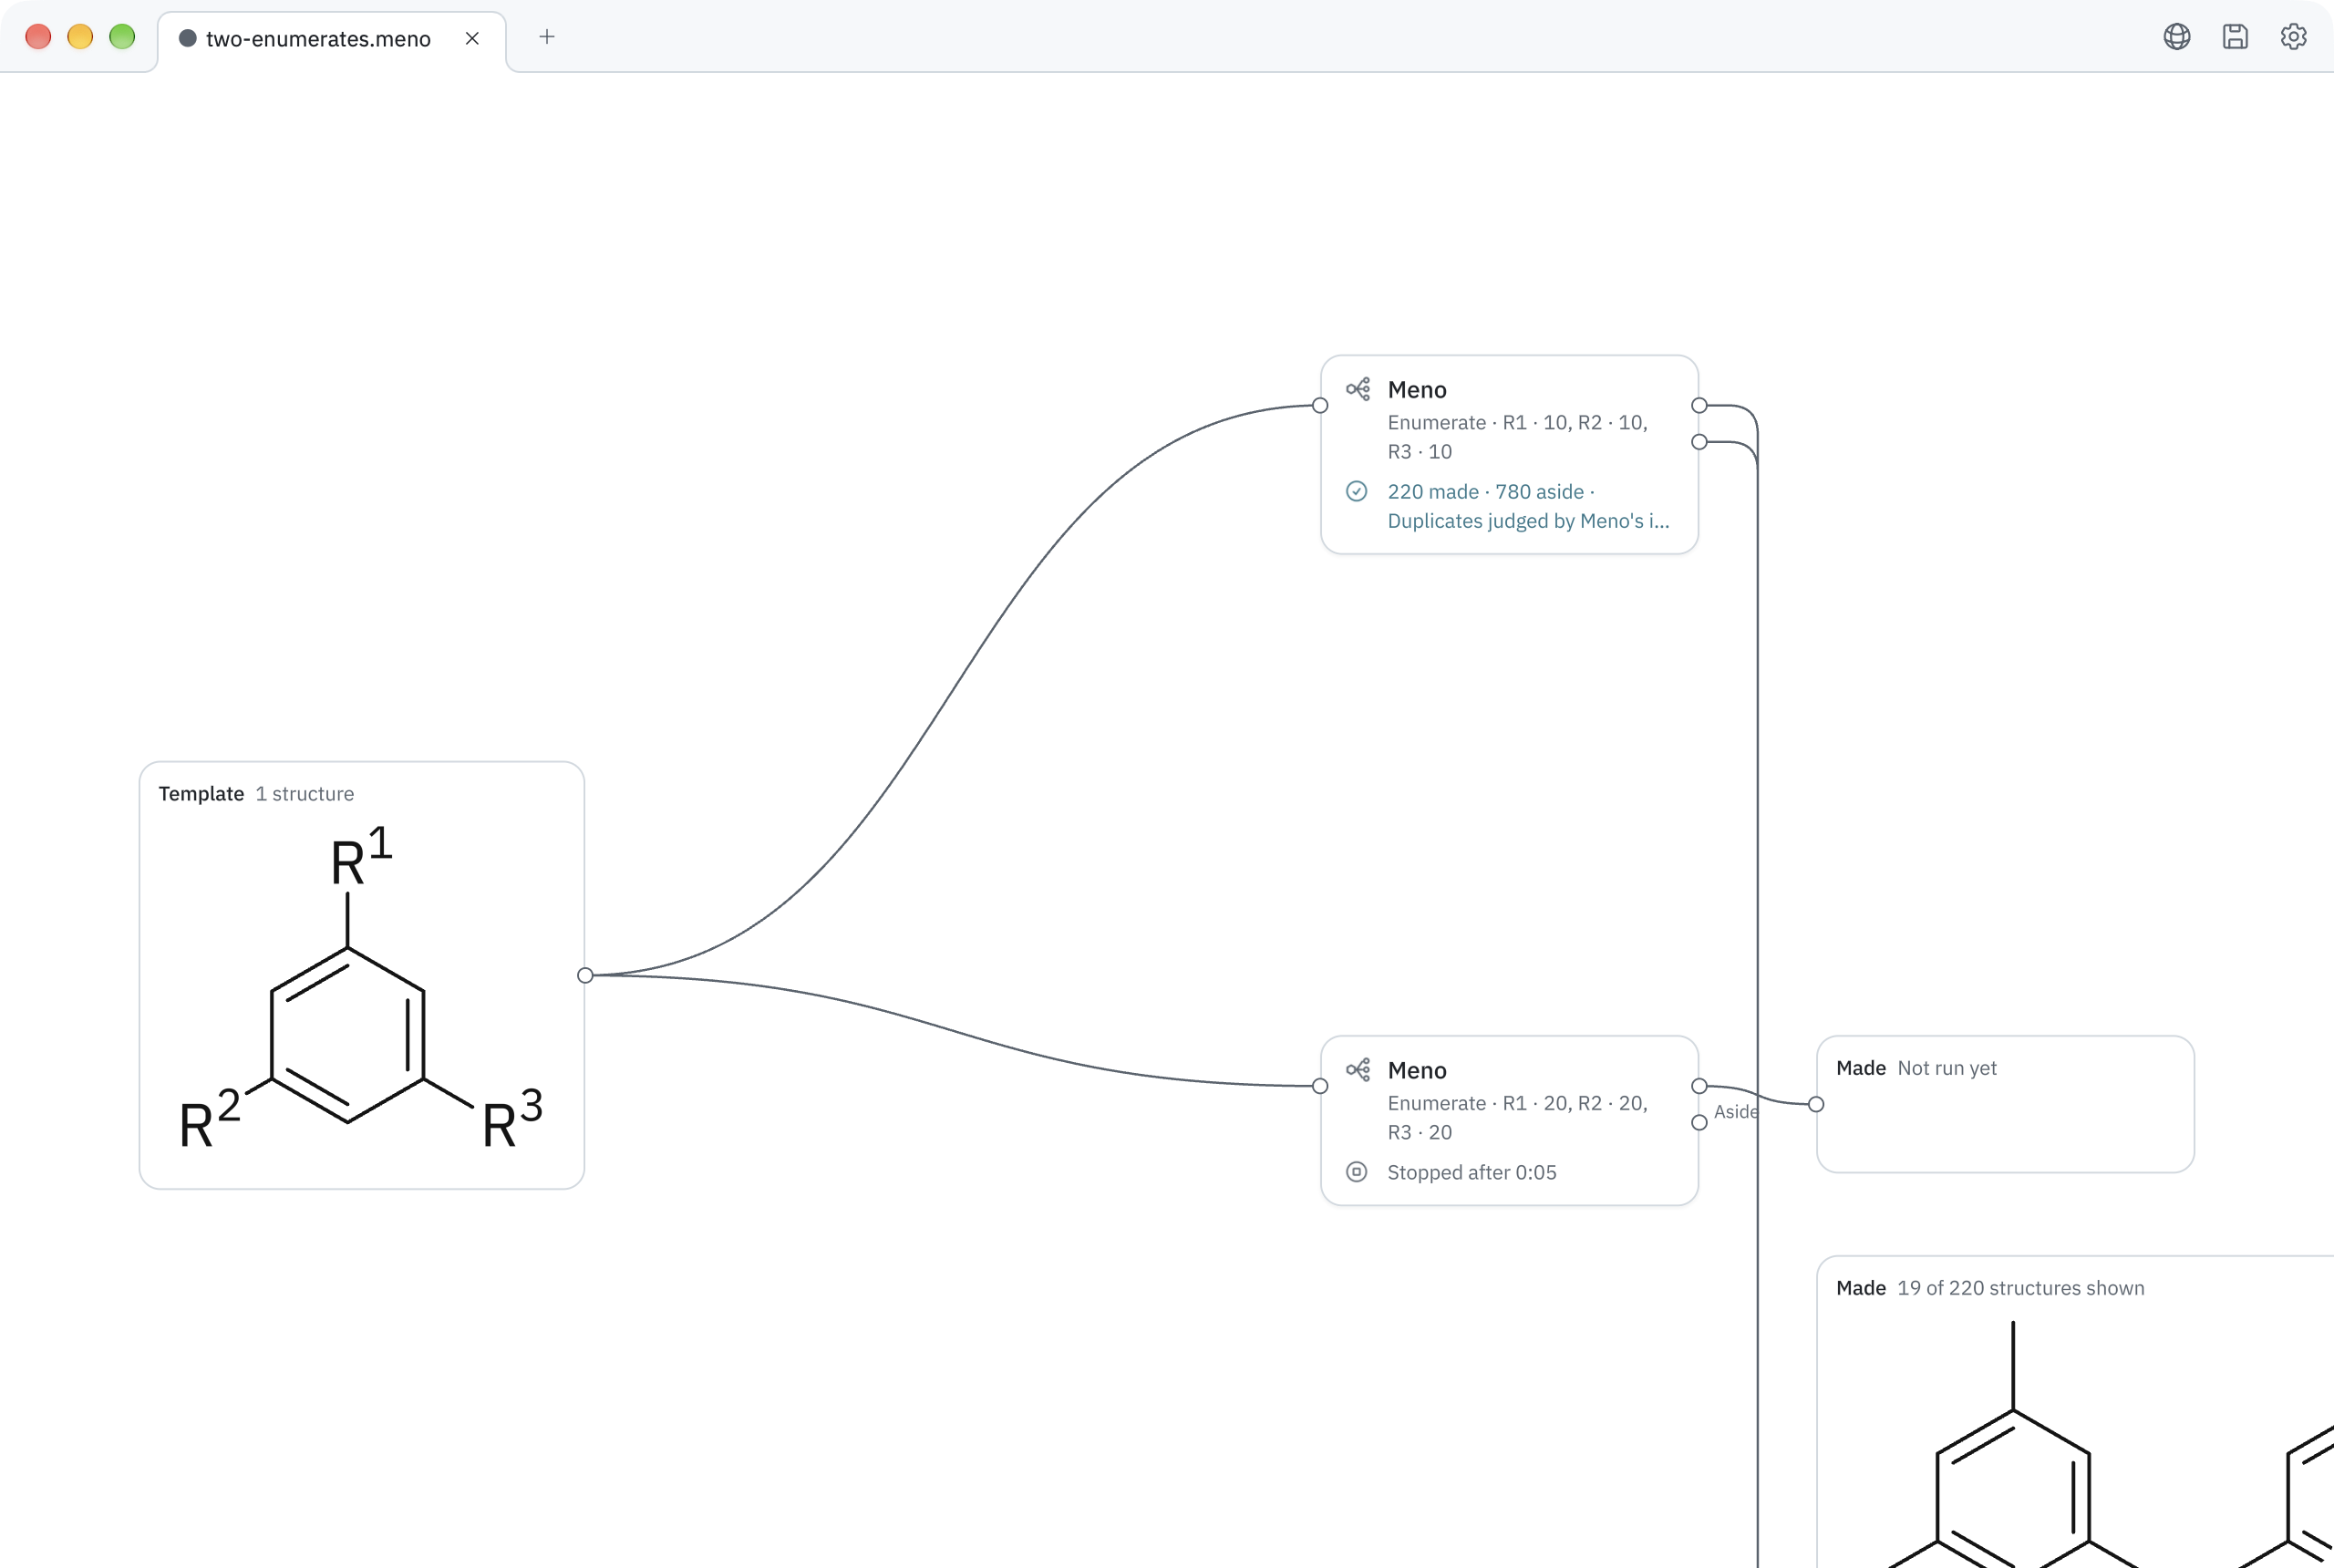 two-enumerates.meno
Meno
Enumerate · R1 · 10, R2 · 10,
R3 · 10
220 made · 780 aside ·
Duplicates judged by Meno's i...
Template 1 structure
R1
R2
R3
Meno
Enumerate · R1 · 20, R2 · 20,
R3 · 20
Stopped after 0:05
Aside
Made Not run yet
Made 19 of 220 structures shown